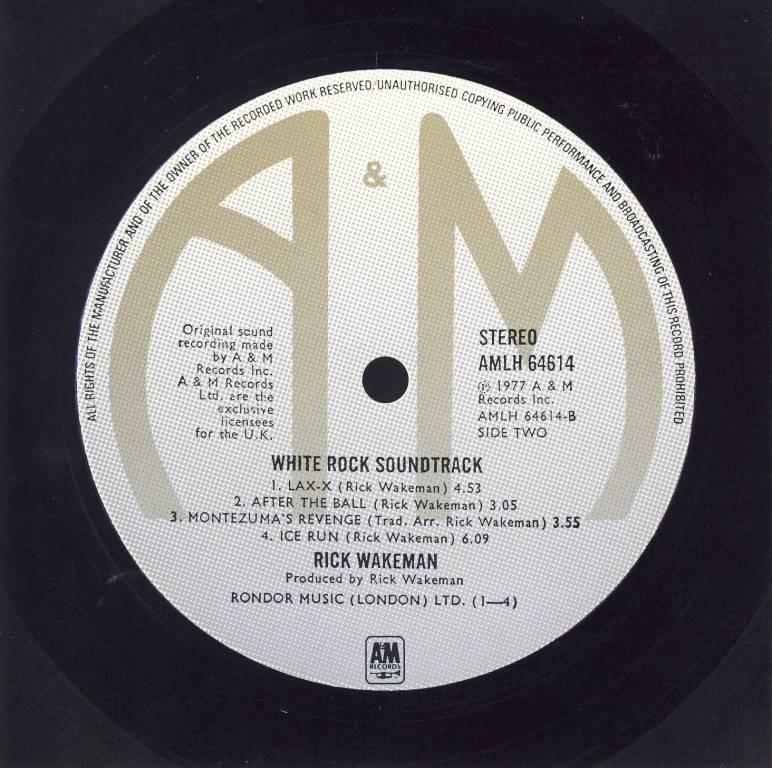 ALL RIGHTS OF THE MANUFACTURER AND OF THE OWNER OF THE RECORDED WORK RESERVED/UNAUTHORISED COPYING PUBLIC PERFORMANCE AND BROADCASTING OF THIS RECORD PROHIBITED
A & M
Original sound
recording made
by A & M
Records Inc.
A & M Records
Ltd. are the
exclusive
licensees
for the U.K.
STEREO
AMLH 64614
℗ 1977 A & M
Records Inc.
AMLH 64614-B
SIDE TWO
WHITE ROCK SOUNDTRACK
1. LAX-X (Rick Wakeman) 4.53
2. AFTER THE BALL (Rick Wakeman) 3.05
3. MONTEZUMA'S REVENGE (Trad. Arr. Rick Wakeman) 3.55
4. ICE RUN (Rick Wakeman) 6.09
RICK WAKEMAN
Produced by Rick Wakeman
RONDOR MUSIC (LONDON) LTD. (1—4)
A&M
RECORDS